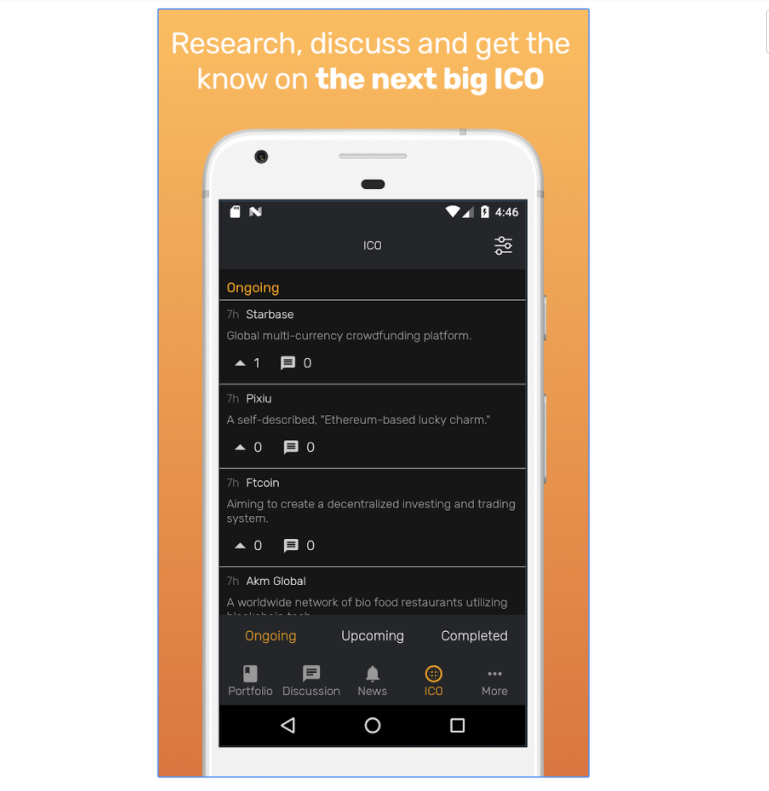 Research, discuss and get the
know on the next big ICO
4:46
ICO
Ongoing
7h Starbase
Global multi-currency crowdfunding platform.
1 0
7h Pixiu
A self-described, "Ethereum-based lucky charm."
0 0
7h Ftcoin
Aiming to create a decentralized investing and trading
system.
0 0
7h Akm Global
A worldwide network of bio food restaurants utilizing
Ongoing Upcoming Completed
Portfolio Discussion News ICO More